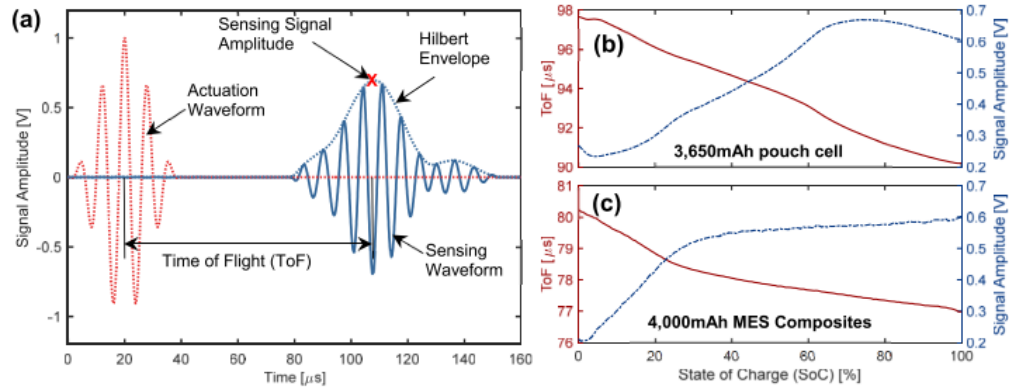 (a)
Sensing Signal
Amplitude
Hilbert
Envelope
Actuation
Waveform
Sensing
Waveform
Time of Flight (ToF)
Signal Amplitude [V]
1
0.5
0
-0.5
-1
0 20 40 60 80 100 120 140 160
Time [μs]
(b)
98
96
94
92
90
ToF [μs]
3,650mAh pouch cell
0.7
0.6
0.5
0.4
0.3
0.2
Signal Amplitude [V]
(c)
81
80
79
78
77
76
ToF [μs]
4,000mAh MES Composites
0.7
0.6
0.5
0.4
0.3
0.2
Signal Amplitude [V]
0 20 40 60 80 100
State of Charge (SoC) [%]